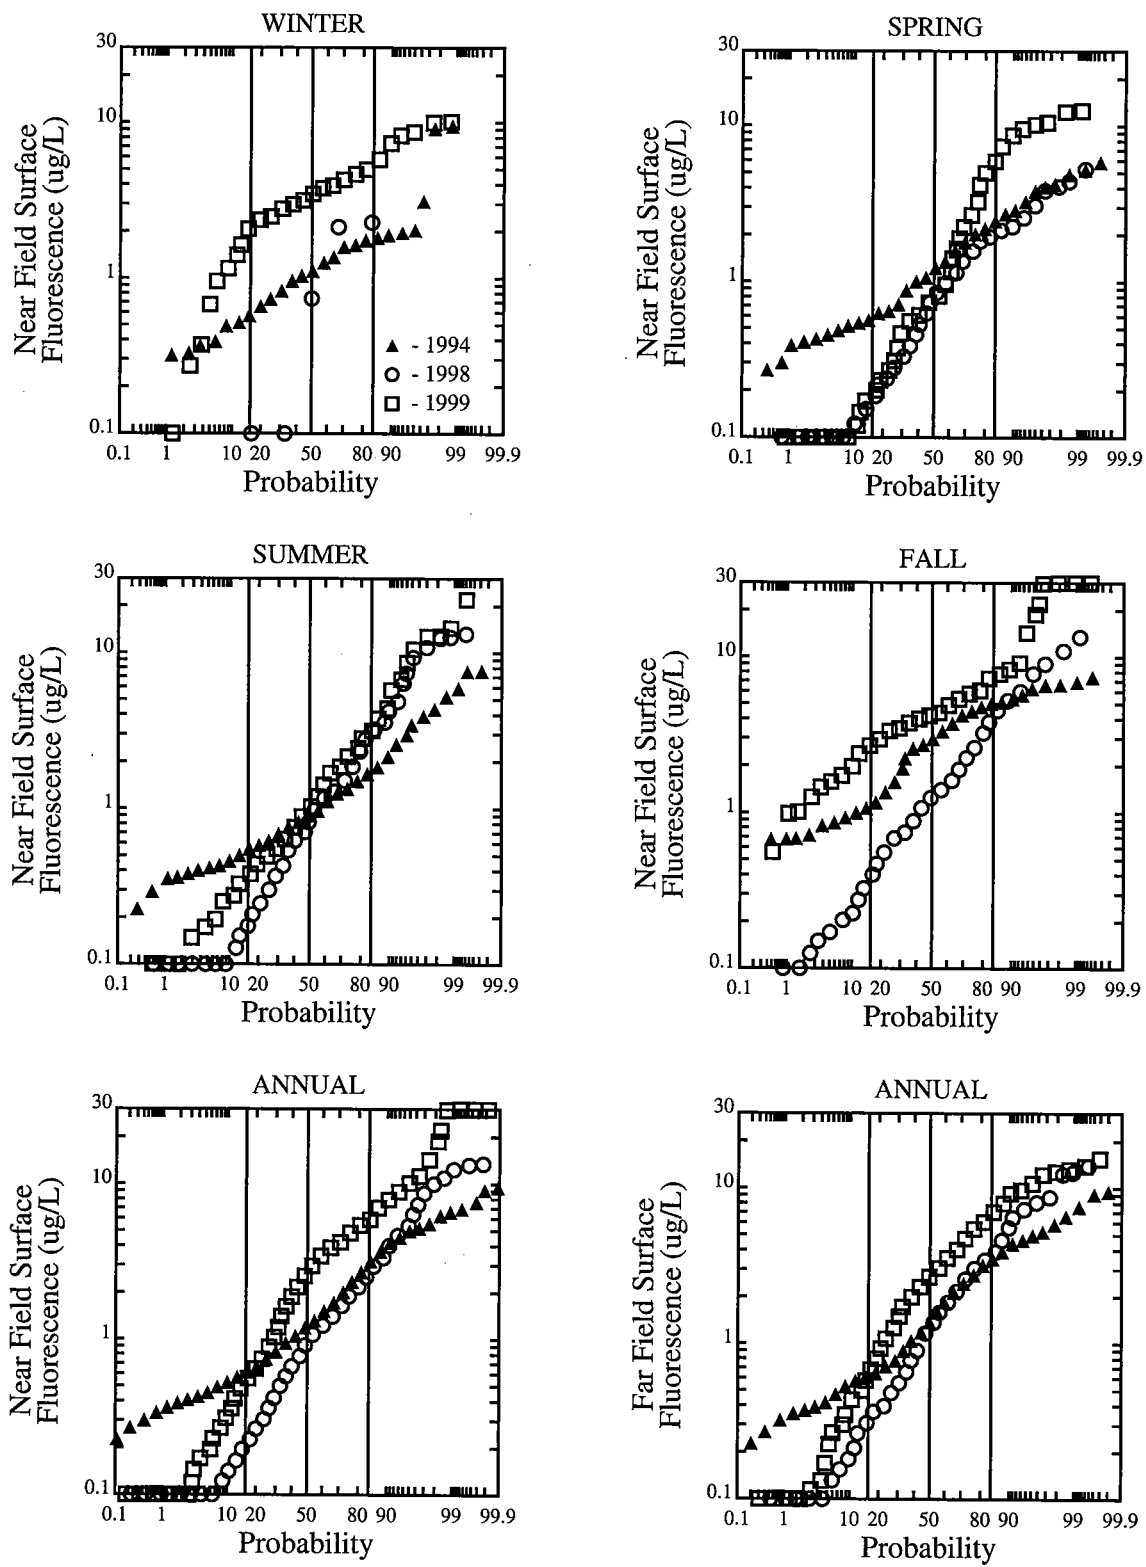 WINTER
30
10
1
0.1
Near Field Surface
Fluorescence (ug/L)
▲ - 1994
○ - 1998
□ - 1999
0.1 1 10 20 50 80 90 99 99.9
Probability
SPRING
30
10
1
0.1
Near Field Surface
Fluorescence (ug/L)
0.1 1 10 20 50 80 90 99 99.9
Probability
SUMMER
30
10
1
0.1
Near Field Surface
Fluorescence (ug/L)
0.1 1 10 20 50 80 90 99 99.9
Probability
FALL
30
10
1
0.1
Near Field Surface
Fluorescence (ug/L)
0.1 1 10 20 50 80 90 99 99.9
Probability
ANNUAL
30
10
1
0.1
Near Field Surface
Fluorescence (ug/L)
0.1 1 10 20 50 80 90 99 99.9
Probability
ANNUAL
30
10
1
0.1
Far Field Surface
Fluorescence (ug/L)
0.1 1 10 20 50 80 90 99 99.9
Probability